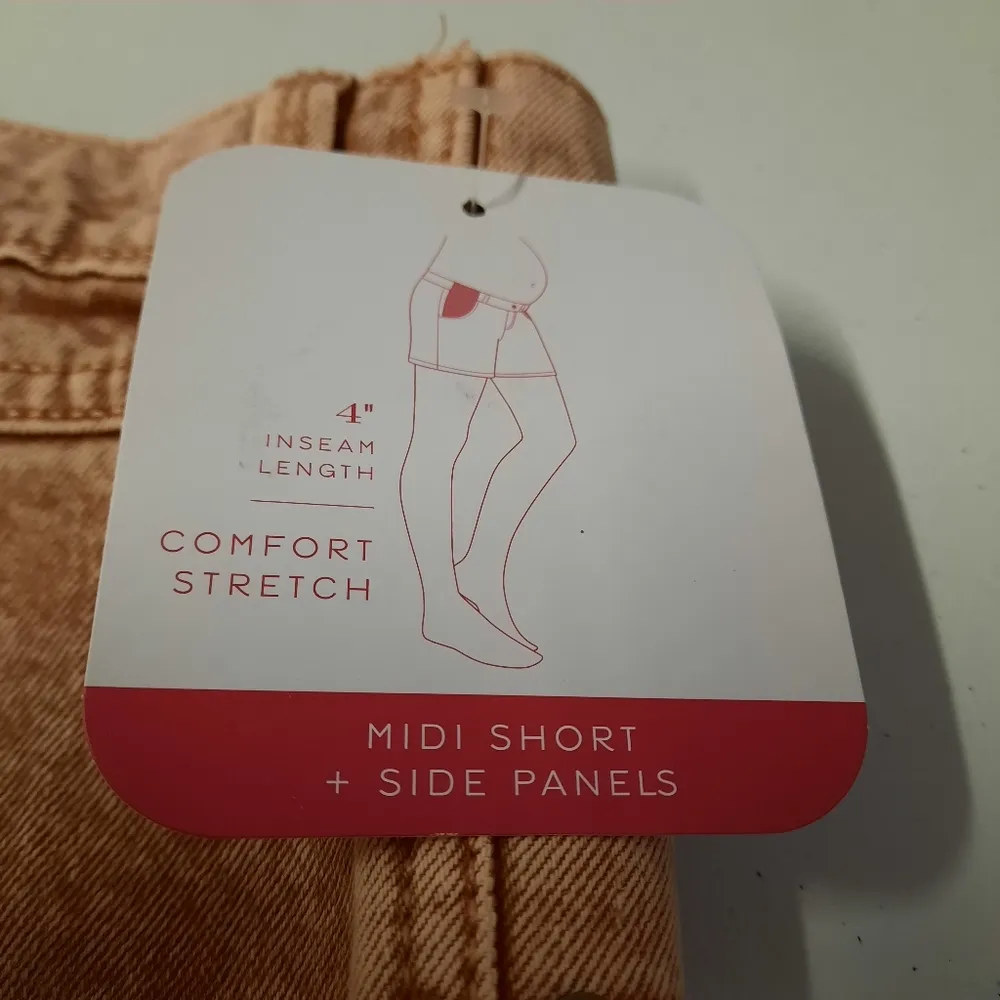 4"
INSEAM
LENGTH
COMFORT
STRETCH
MIDI SHORT
+ SIDE PANELS